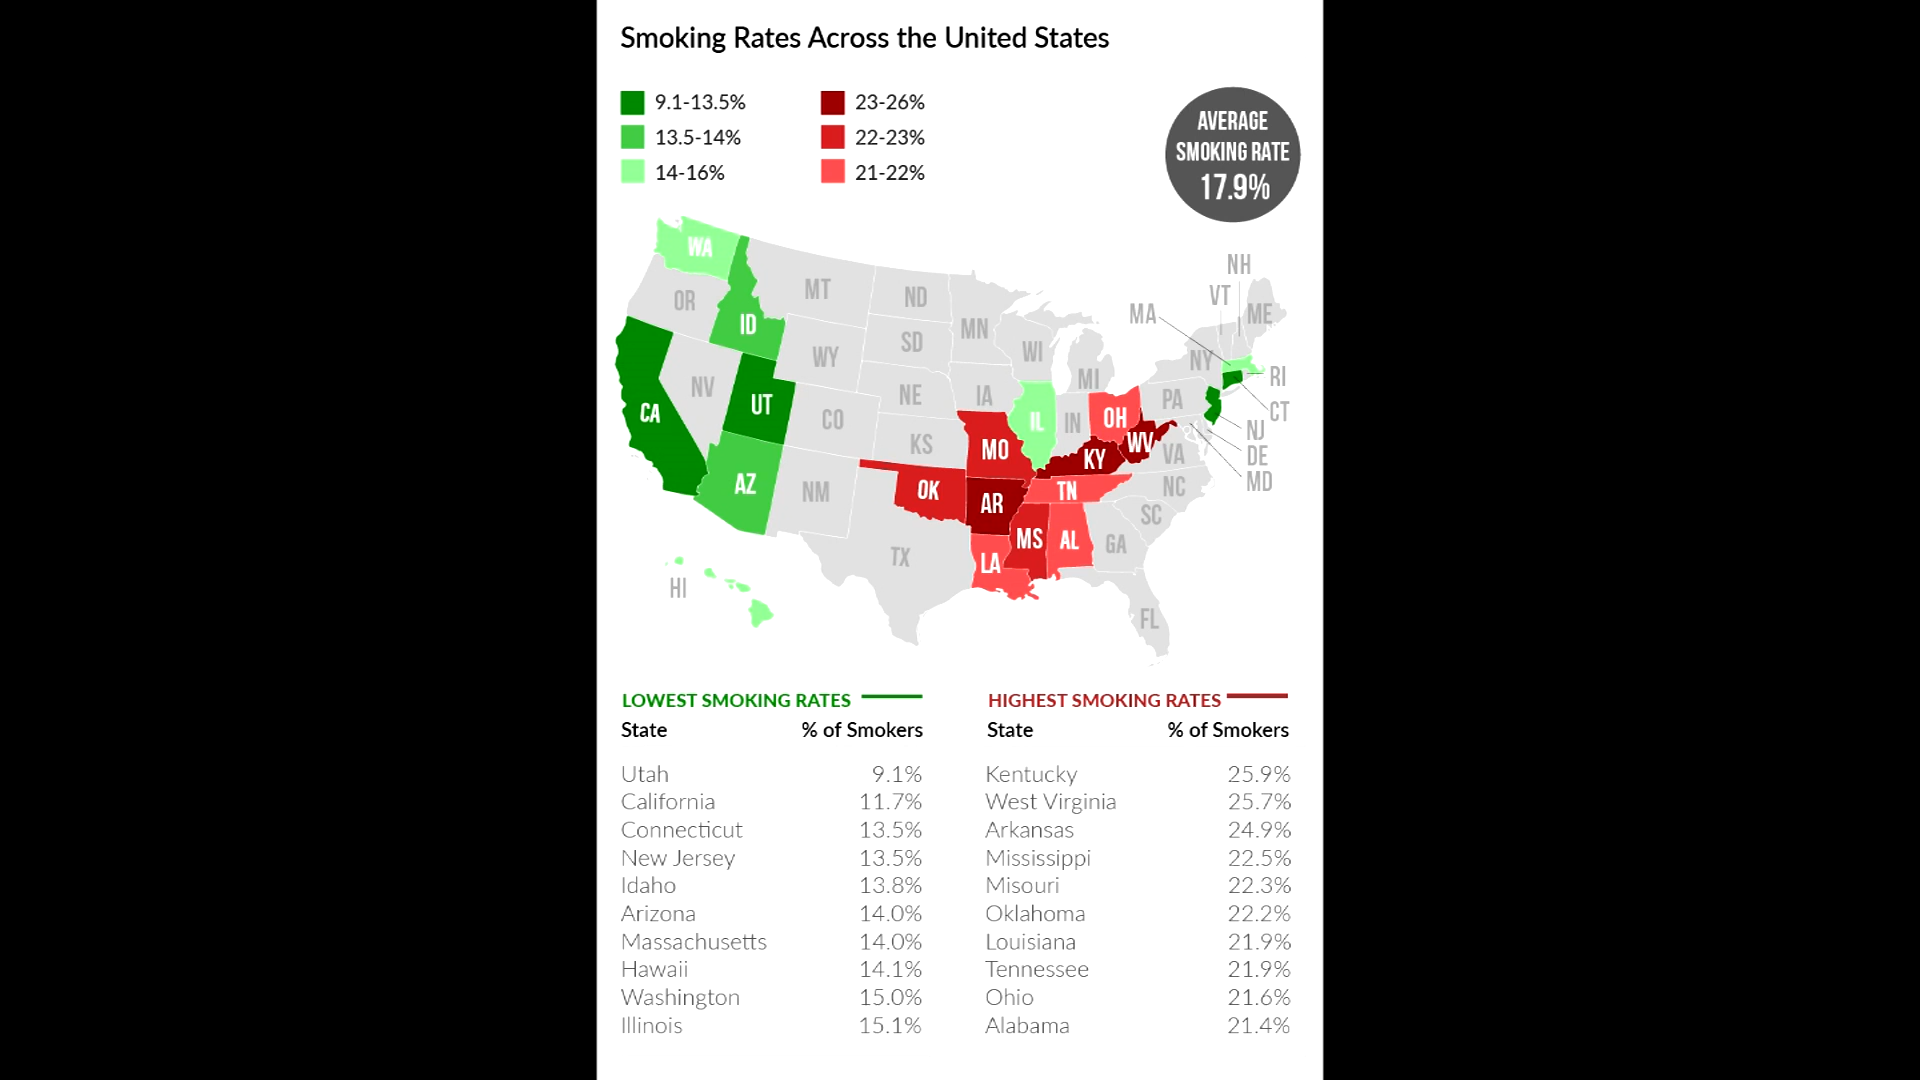 Smoking Rates Across the United States
9.1-13.5%
23-26%
13.5-14%
22-23%
14-16%
21-22%
AVERAGE
SMOKING RATE
17.9%
WA
MT
ND
OR
ID
MN
SD
WI
WY
MI
NH
VT
ME
MA
NY
RI
CT
NJ
DE
MD
NV
UT
CA
CO
NE
IA
PA
IL
IN
OH
WV
VA
KS
MO
KY
AZ
NM
OK
AR
TN
NC
SC
MS
AL
GA
TX
LA
HI
FL
LOWEST SMOKING RATES
State % of Smokers
Utah 9.1%
California 11.7%
Connecticut 13.5%
New Jersey 13.5%
Idaho 13.8%
Arizona 14.0%
Massachusetts 14.0%
Hawaii 14.1%
Washington 15.0%
Illinois 15.1%
HIGHEST SMOKING RATES
State % of Smokers
Kentucky 25.9%
West Virginia 25.7%
Arkansas 24.9%
Mississippi 22.5%
Misouri 22.3%
Oklahoma 22.2%
Louisiana 21.9%
Tennessee 21.9%
Ohio 21.6%
Alabama 21.4%